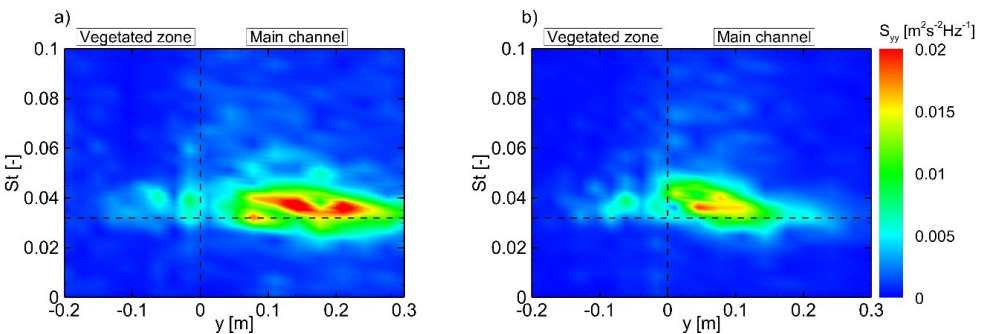 a)
Vegetated zone Main channel
0.1
0.08
0.06
St [-]
0.04
0.02
0
-0.2 -0.1 0 0.1 0.2 0.3
y [m]
b)
Vegetated zone Main channel
0.1
0.08
0.06
St [-]
0.04
0.02
0
-0.2 -0.1 0 0.1 0.2 0.3
y [m]
Syy [m²s⁻²Hz⁻¹]
0.02
0.015
0.01
0.005
0